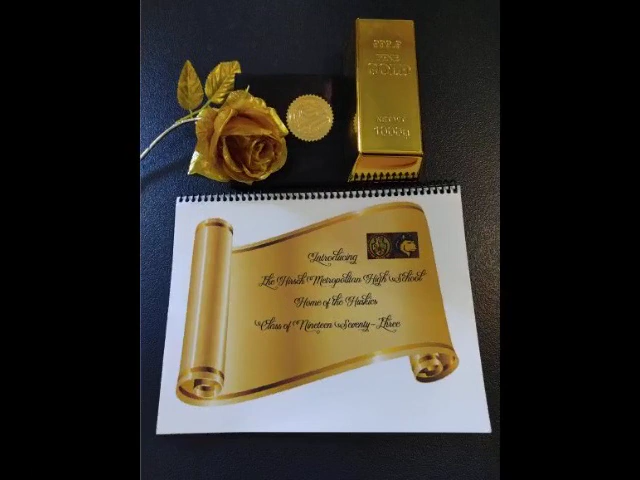 FINE
GOLD
1000g
Introducing
The Hirsch Metropolitan High School
Home of the Huskies
Class of Nineteen Seventy-Three